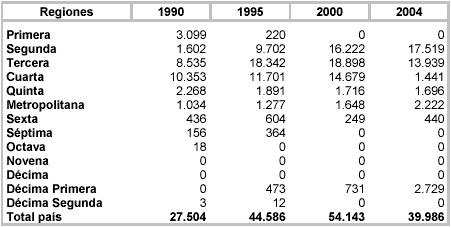 Regiones 1990 1995 2000 2004
Primera 3.099 220 0 0
Segunda 1.602 9.702 16.222 17.519
Tercera 8.535 18.342 18.898 13.939
Cuarta 10.353 11.701 14.679 1.441
Quinta 2.268 1.891 1.716 1.696
Metropolitana 1.034 1.277 1.648 2.222
Sexta 436 604 249 440
Séptima 156 364 0 0
Octava 18 0 0 0
Novena 0 0 0 0
Décima 0 0 0 0
Décima Primera 0 473 731 2.729
Décima Segunda 3 12 0 0
Total país 27.504 44.586 54.143 39.986